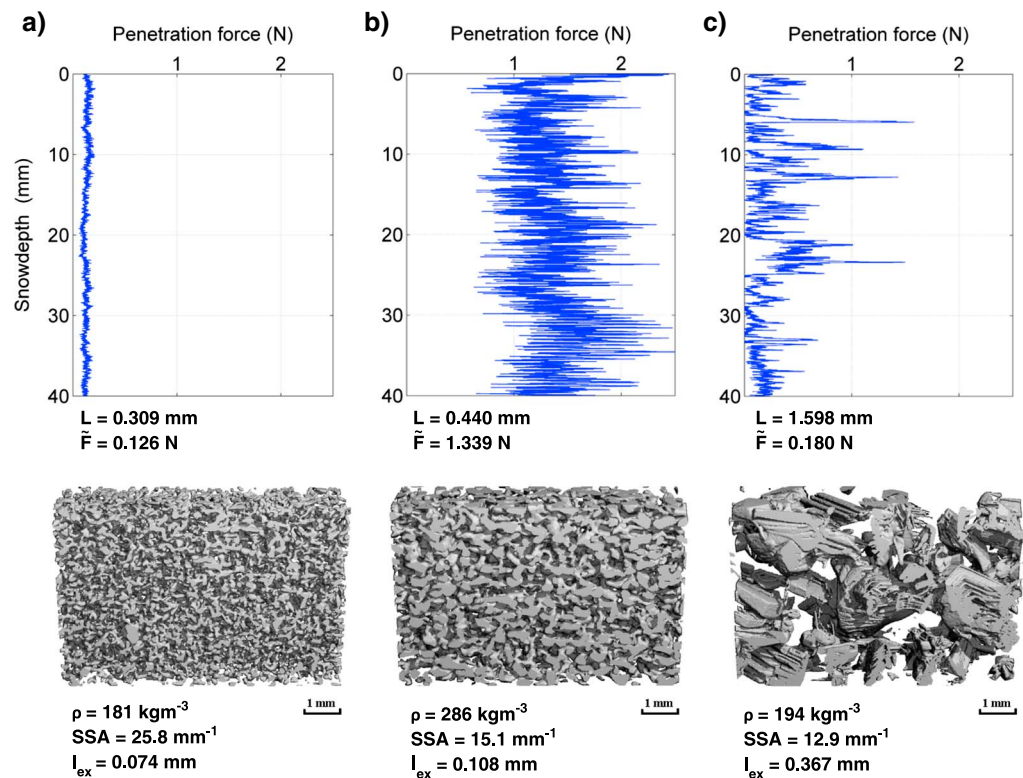 a)
Penetration force (N)
1 2
0
10
20
30
40
Snowdepth (mm)
L = 0.309 mm
F̃ = 0.126 N
b)
Penetration force (N)
1 2
0
10
20
30
40
L = 0.440 mm
F̃ = 1.339 N
c)
Penetration force (N)
1 2
0
10
20
30
40
L = 1.598 mm
F̃ = 0.180 N
1 mm
ρ = 181 kgm⁻³
SSA = 25.8 mm⁻¹
l_ex = 0.074 mm
1 mm
ρ = 286 kgm⁻³
SSA = 15.1 mm⁻¹
l_ex = 0.108 mm
1 mm
ρ = 194 kgm⁻³
SSA = 12.9 mm⁻¹
l_ex = 0.367 mm